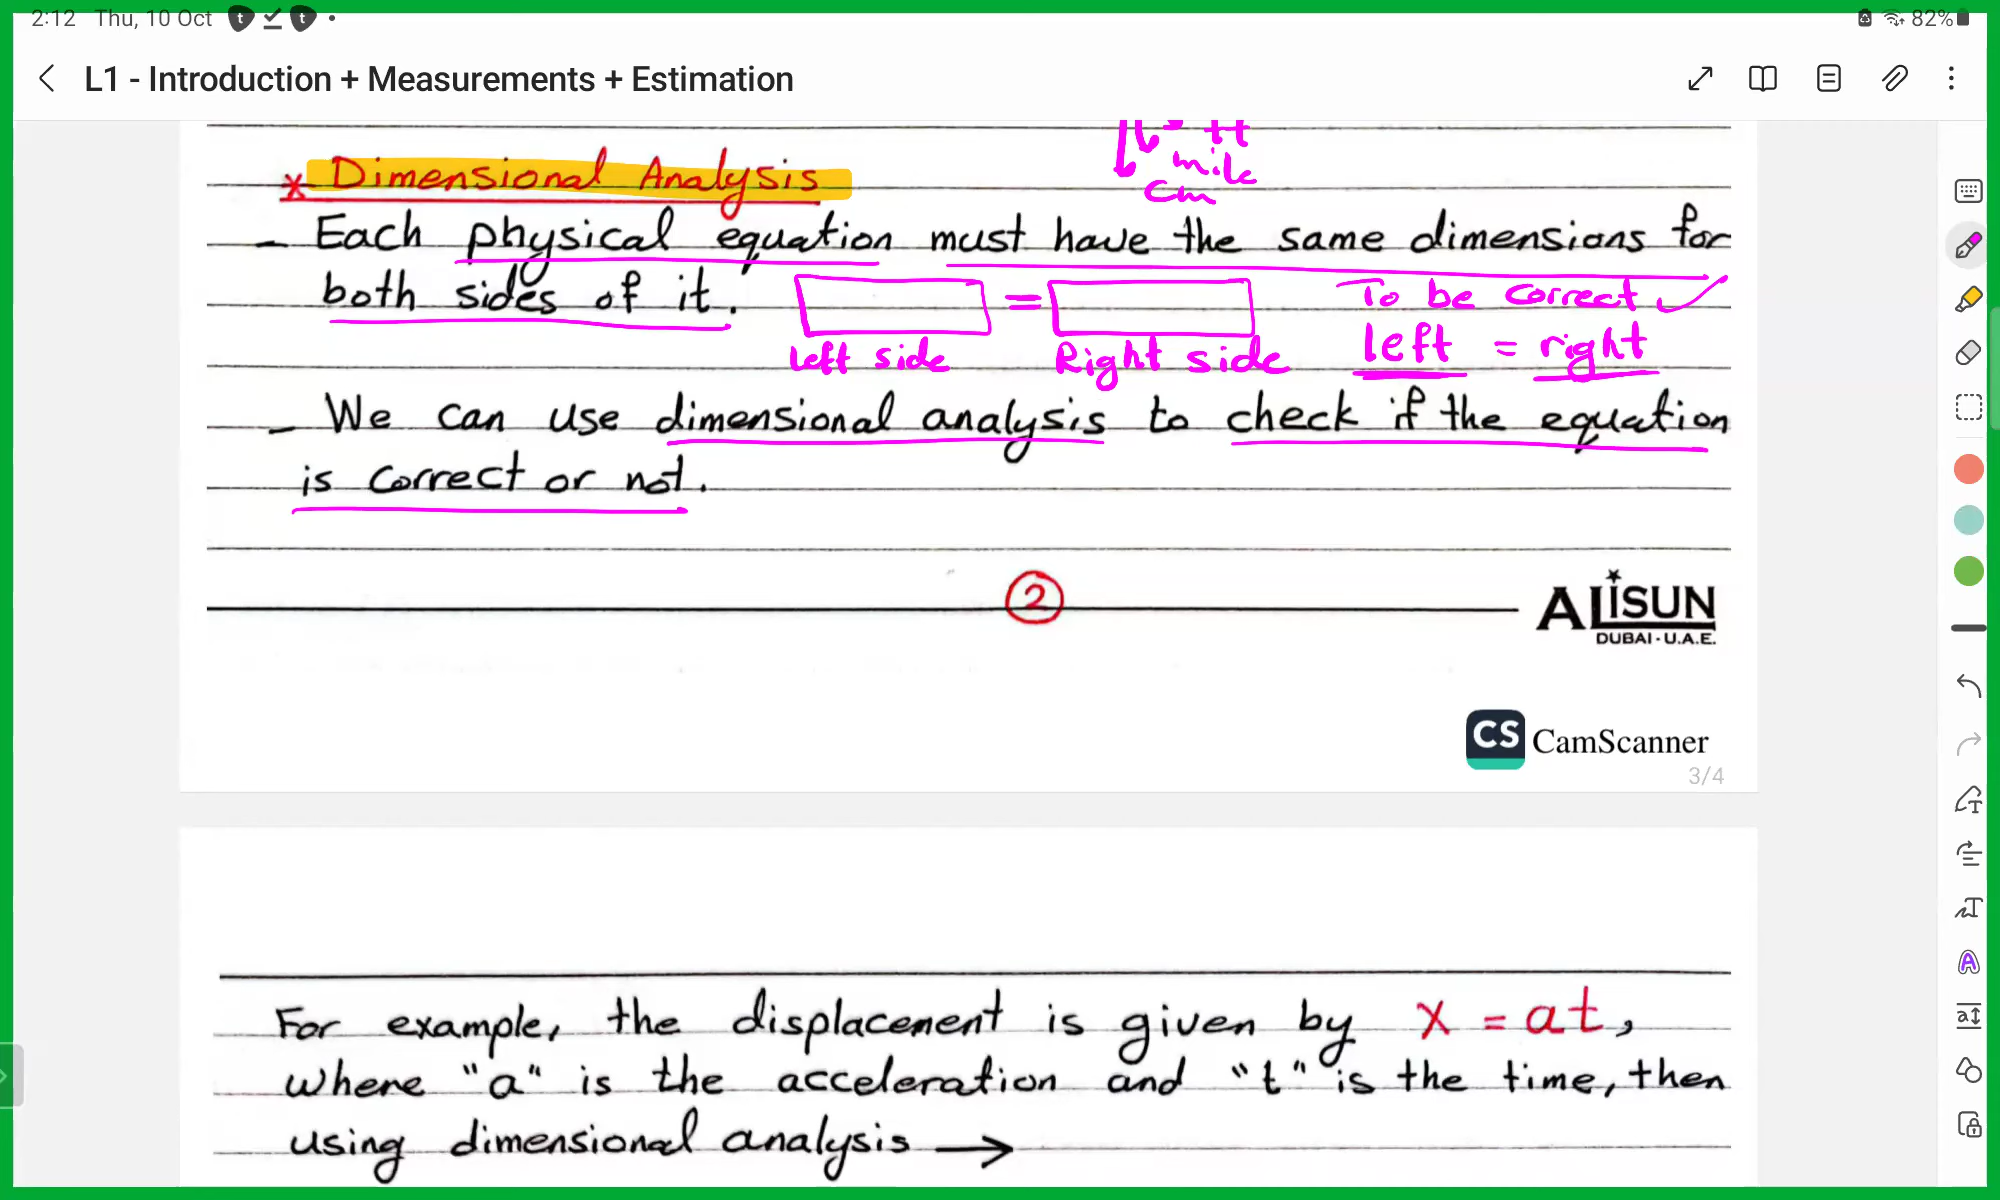 2:12 Thu, 10 Oct
82%
L1 - Introduction + Measurements + Estimation
ft
mile
cm
* Dimensional Analysis
- Each physical equation must have the same dimensions for
both sides of it. = To be correct ✓
left side Right side left = right
- We can use dimensional analysis to check if the equation
is correct or not.
2
ALISUN
DUBAI - U.A.E.
CS CamScanner
3/4
For example, the displacement is given by x = at,
where "a" is the acceleration and "t" is the time, then
using dimensional analysis →